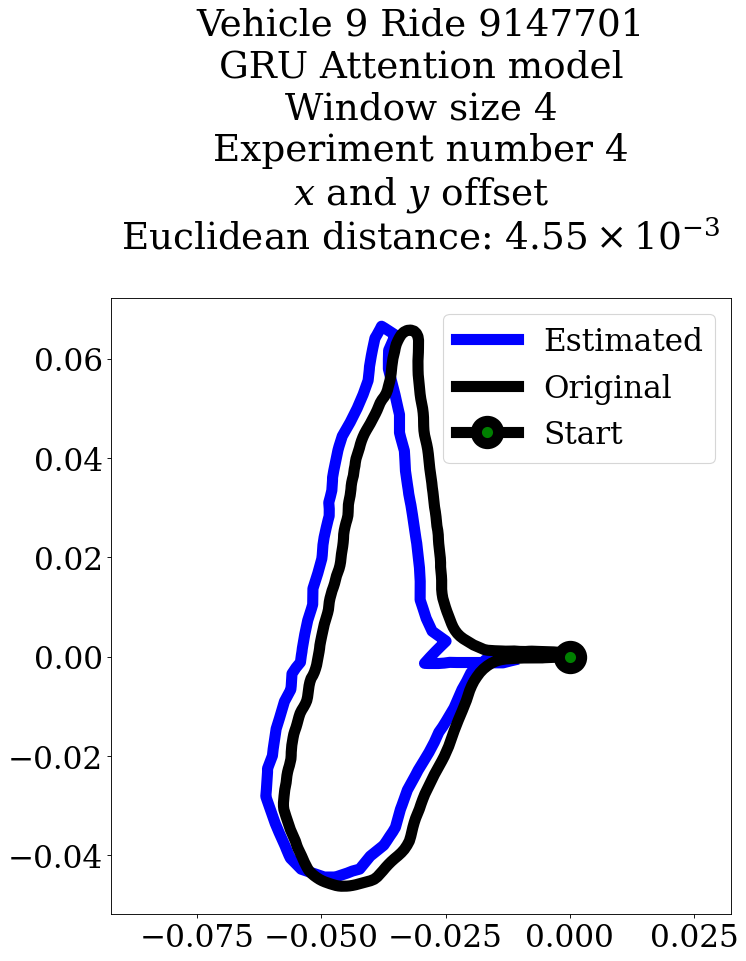 Vehicle 9 Ride 9147701
GRU Attention model
Window size 4
Experiment number 4
x and y offset
Euclidean distance: 4.55 × 10⁻³
Estimated
Original
Start
0.06
0.04
0.02
0.00
−0.02
−0.04
−0.075 −0.050 −0.025 0.000 0.025